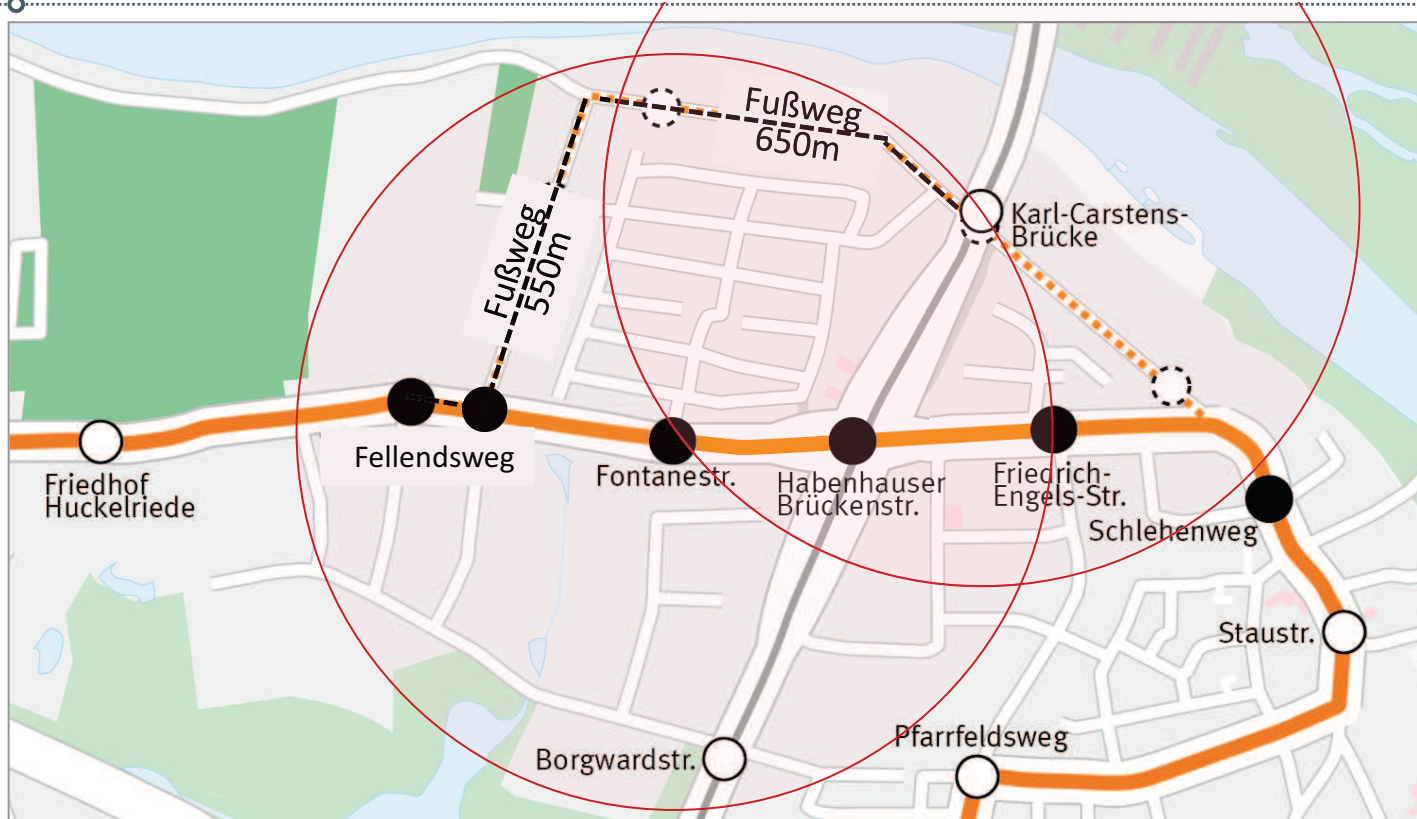 Fußweg
650m
Karl-Carstens-
Brücke
Fußweg
550m
Fellendsweg
Friedhof
Huckelriede
Fontanestr.
Habenhauser
Brückenstr.
Friedrich-
Engels-Str.
Schlehenweg
Staustr.
Pfarrfeldsweg
Borgwardstr.